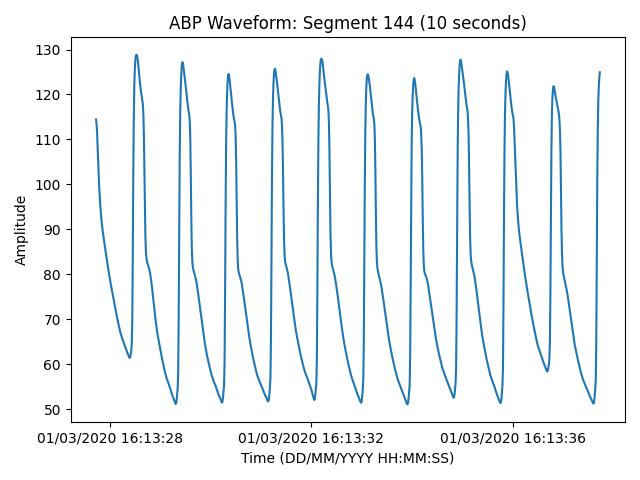 ABP Waveform: Segment 144 (10 seconds)
130
120
110
100
90
80
70
60
50
Amplitude
01/03/2020 16:13:28 01/03/2020 16:13:32 01/03/2020 16:13:36
Time (DD/MM/YYYY HH:MM:SS)